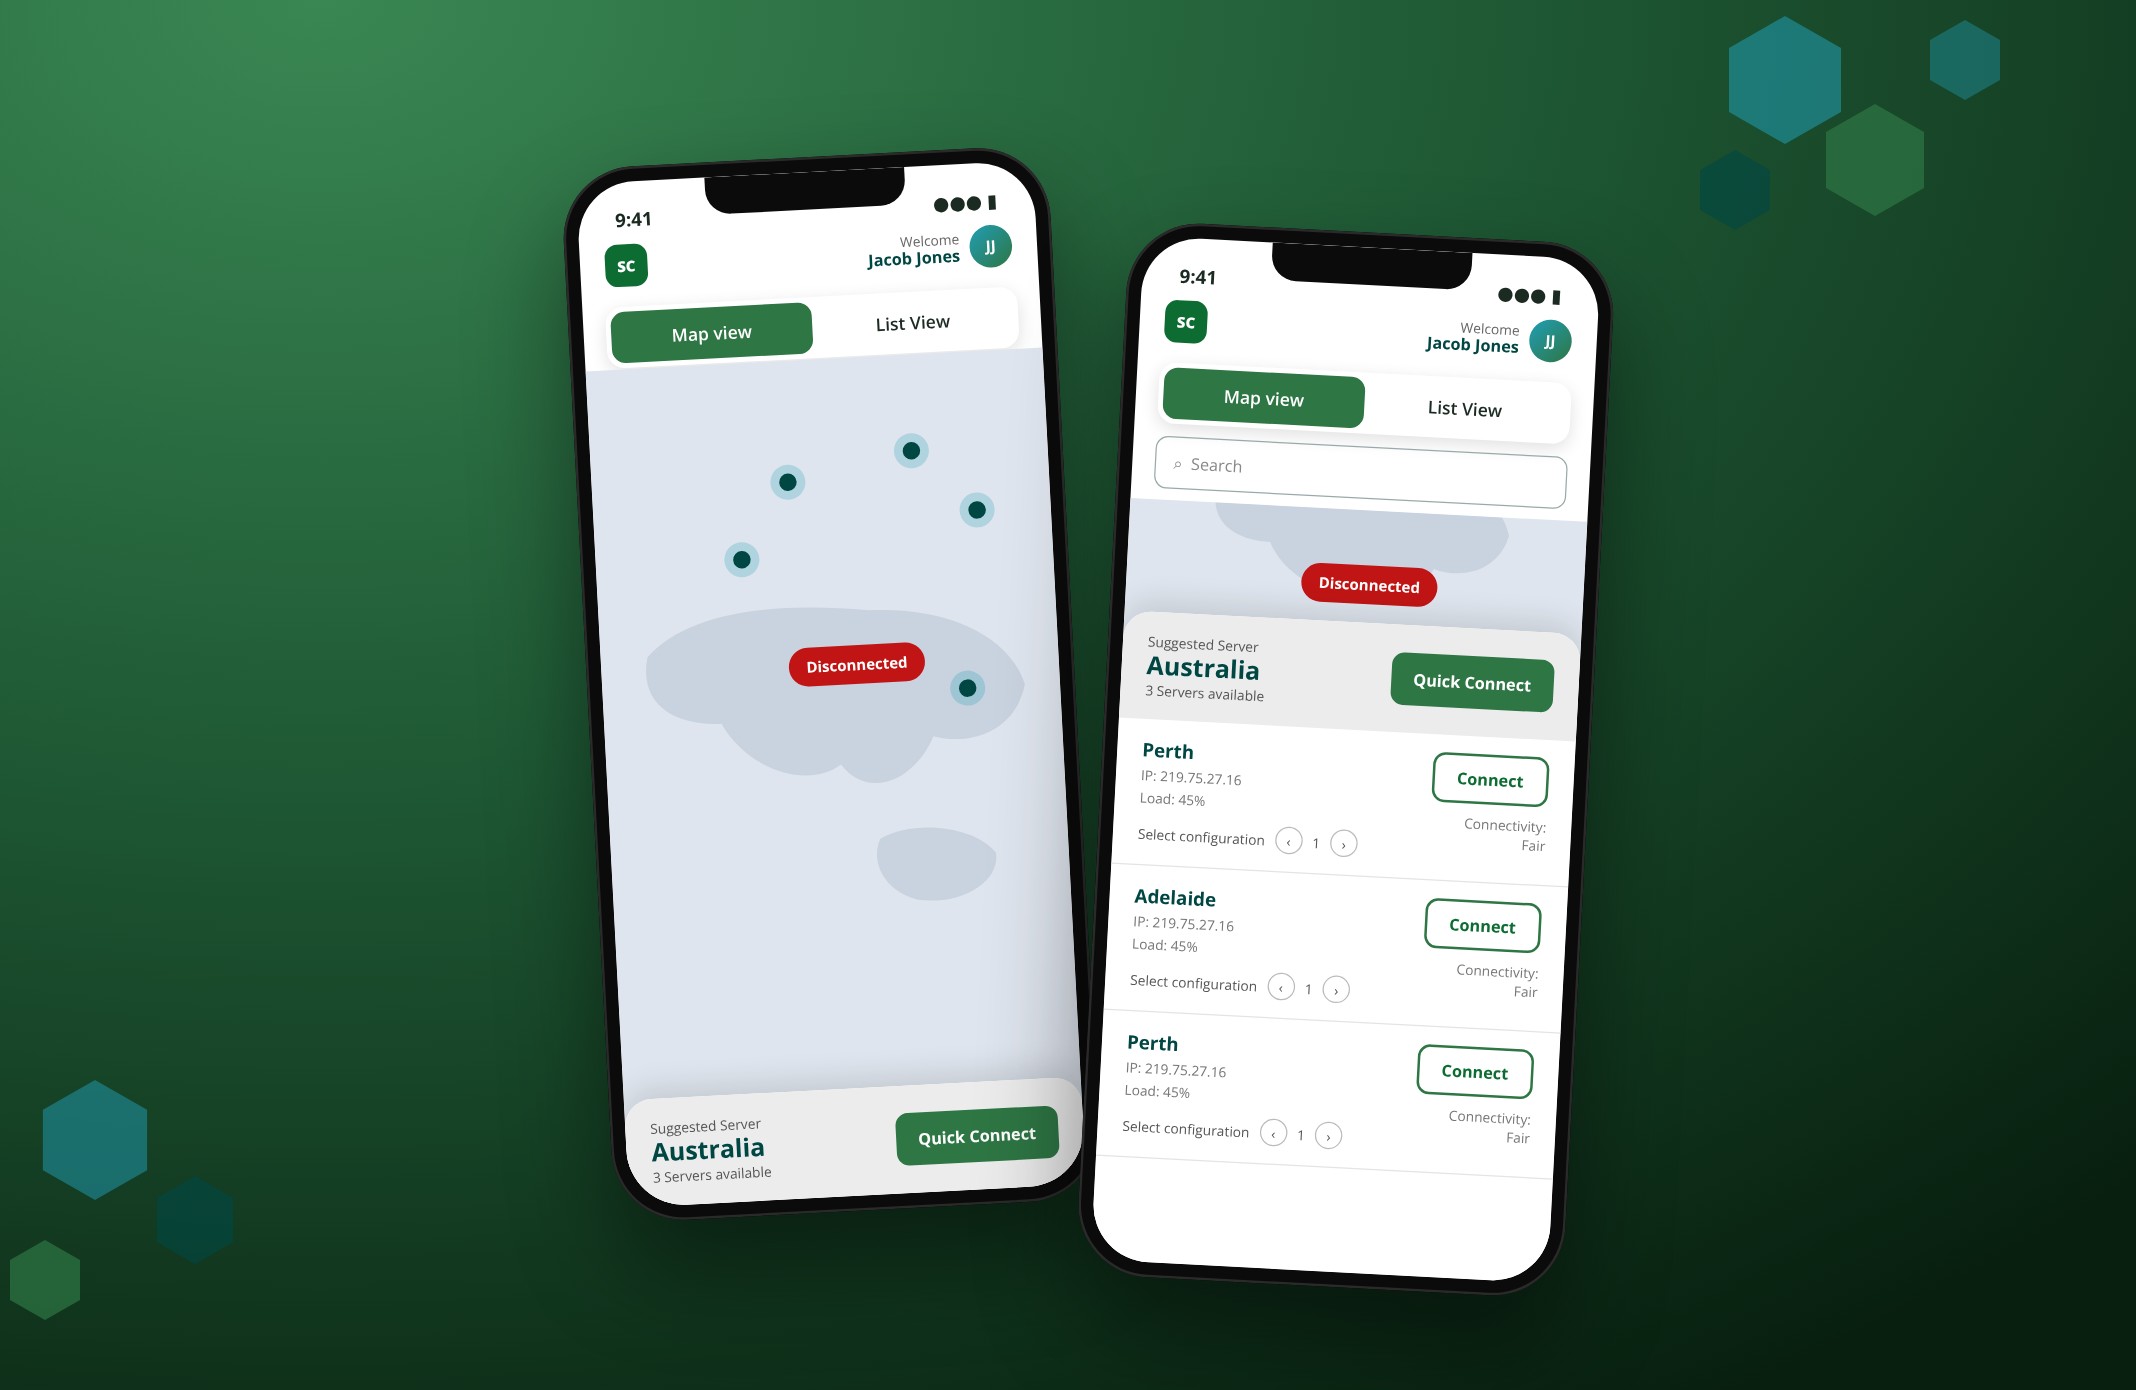 9:41
SC
Welcome
Jacob Jones
JJ
Map view
List View
Disconnected
Suggested Server
Australia
3 Servers available
Quick Connect
9:41
SC
Welcome
Jacob Jones
JJ
Map view
List View
Search
Disconnected
Suggested Server
Australia
3 Servers available
Quick Connect
Perth
IP: 219.75.27.16
Load: 45%
Connect
Connectivity:
Fair
Select configuration ‹ 1 ›
Adelaide
IP: 219.75.27.16
Load: 45%
Connect
Connectivity:
Fair
Select configuration ‹ 1 ›
Perth
IP: 219.75.27.16
Load: 45%
Connect
Connectivity:
Fair
Select configuration ‹ 1 ›